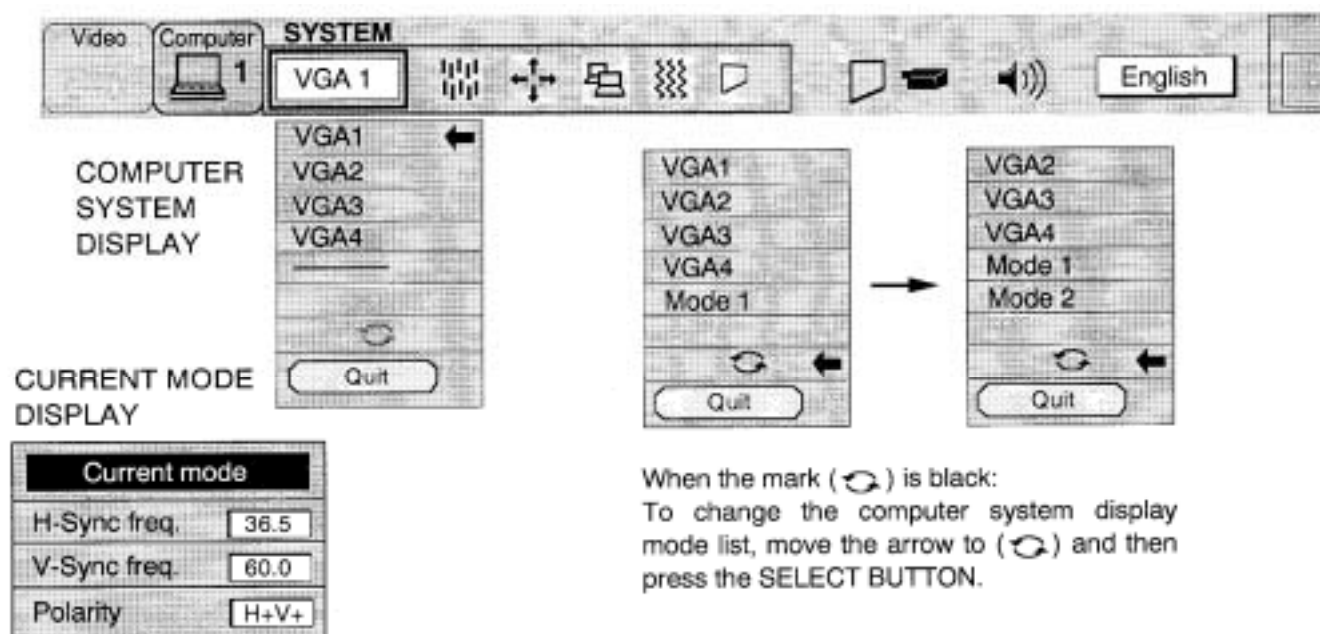 Video
Computer
1
SYSTEM
VGA 1
English
COMPUTER
SYSTEM
DISPLAY
VGA1
VGA2
VGA3
VGA4
Quit
VGA1
VGA2
VGA3
VGA4
Mode 1
Quit
VGA2
VGA3
VGA4
Mode 1
Mode 2
Quit
CURRENT MODE
DISPLAY
Current mode
H-Sync freq. 36.5
V-Sync freq. 60.0
Polarity H+V+
When the mark ( ) is black:
To change the computer system display
mode list, move the arrow to ( ) and then
press the SELECT BUTTON.